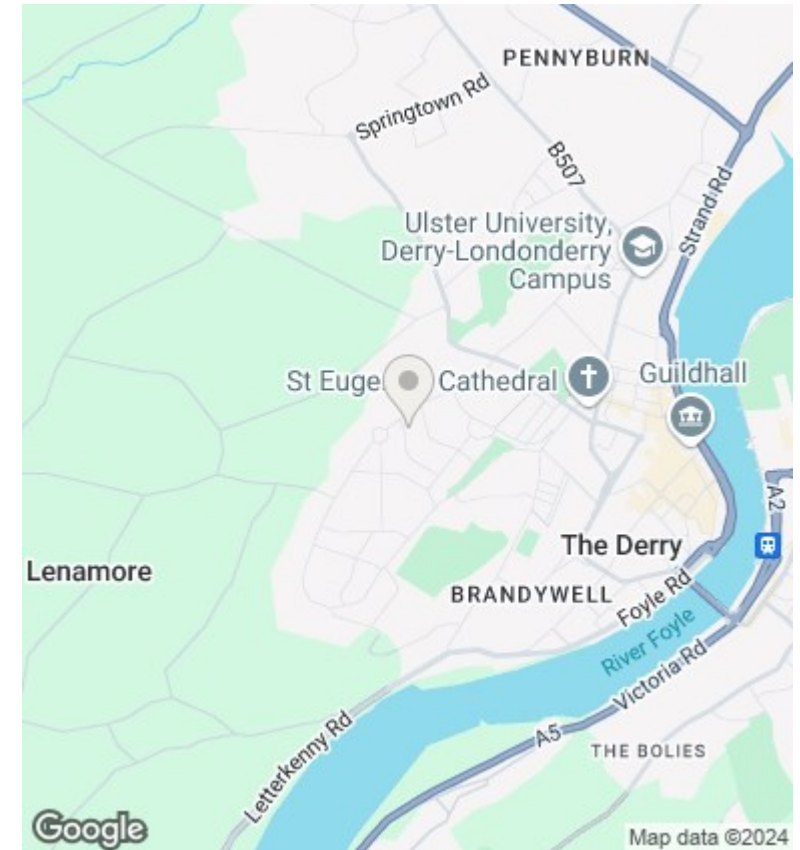 PENNYBURN
Springtown Rd
B507
Strand Rd
Ulster University,
Derry-Londonderry
Campus
St Euge Cathedral
Guildhall
A2
The Derry
Lenamore
BRANDYWELL
Foyle Rd
River Foyle
Victoria Rd
A5
THE BOLIES
Letterkenny Rd
Google
Map data ©2024